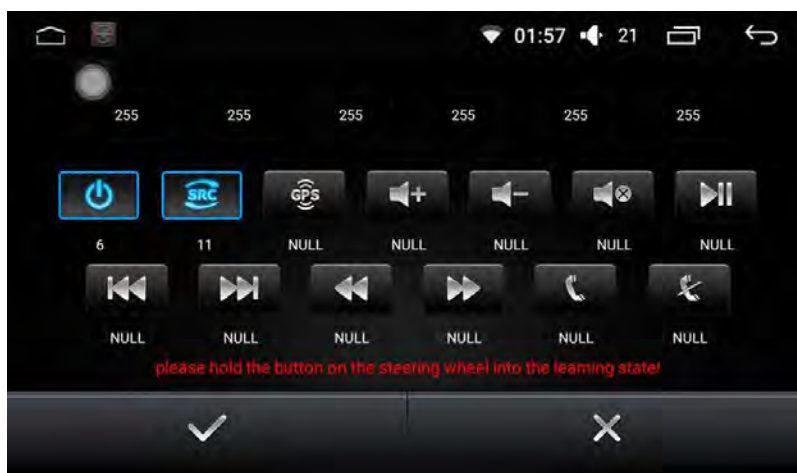 01:57 21
255 255 255 255 255 255
SRC GPS
6 11 NULL NULL NULL NULL NULL
NULL NULL NULL NULL NULL NULL
please hold the button on the steering wheel into the learning state!